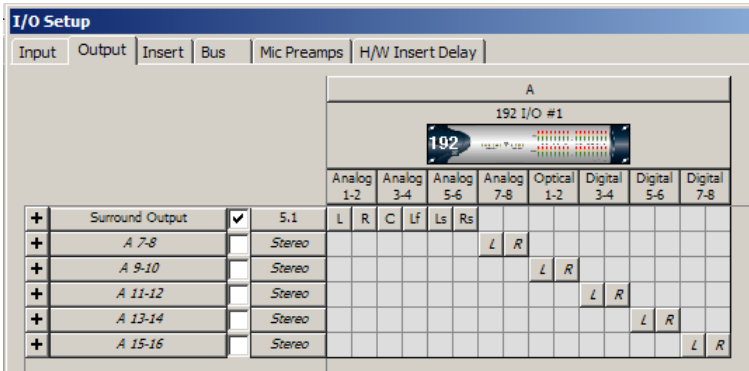 I/O Setup
Input Output Insert Bus Mic Preamps H/W Insert Delay
A
192 I/O #1
192
Analog 1-2 Analog 3-4 Analog 5-6 Analog 7-8 Optical 1-2 Digital 3-4 Digital 5-6 Digital 7-8
+ Surround Output 5.1 L R C Lf Ls Rs
+ A 7-8 Stereo L R
+ A 9-10 Stereo L R
+ A 11-12 Stereo L R
+ A 13-14 Stereo L R
+ A 15-16 Stereo L R